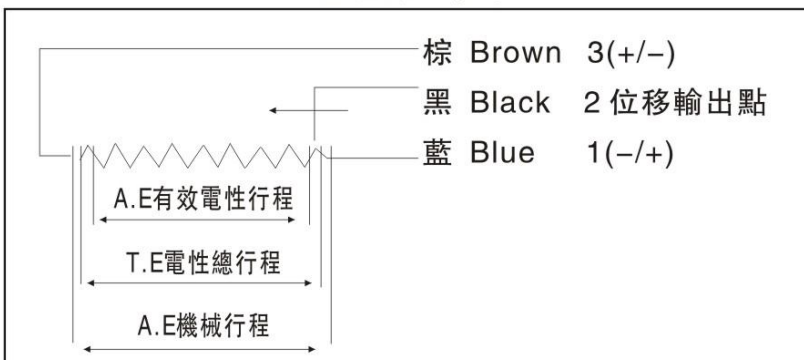 棕 Brown 3(+/−)
黑 Black 2位移輸出點
藍 Blue 1(−/+)
A.E有效電性行程
T.E電性總行程
A.E機械行程